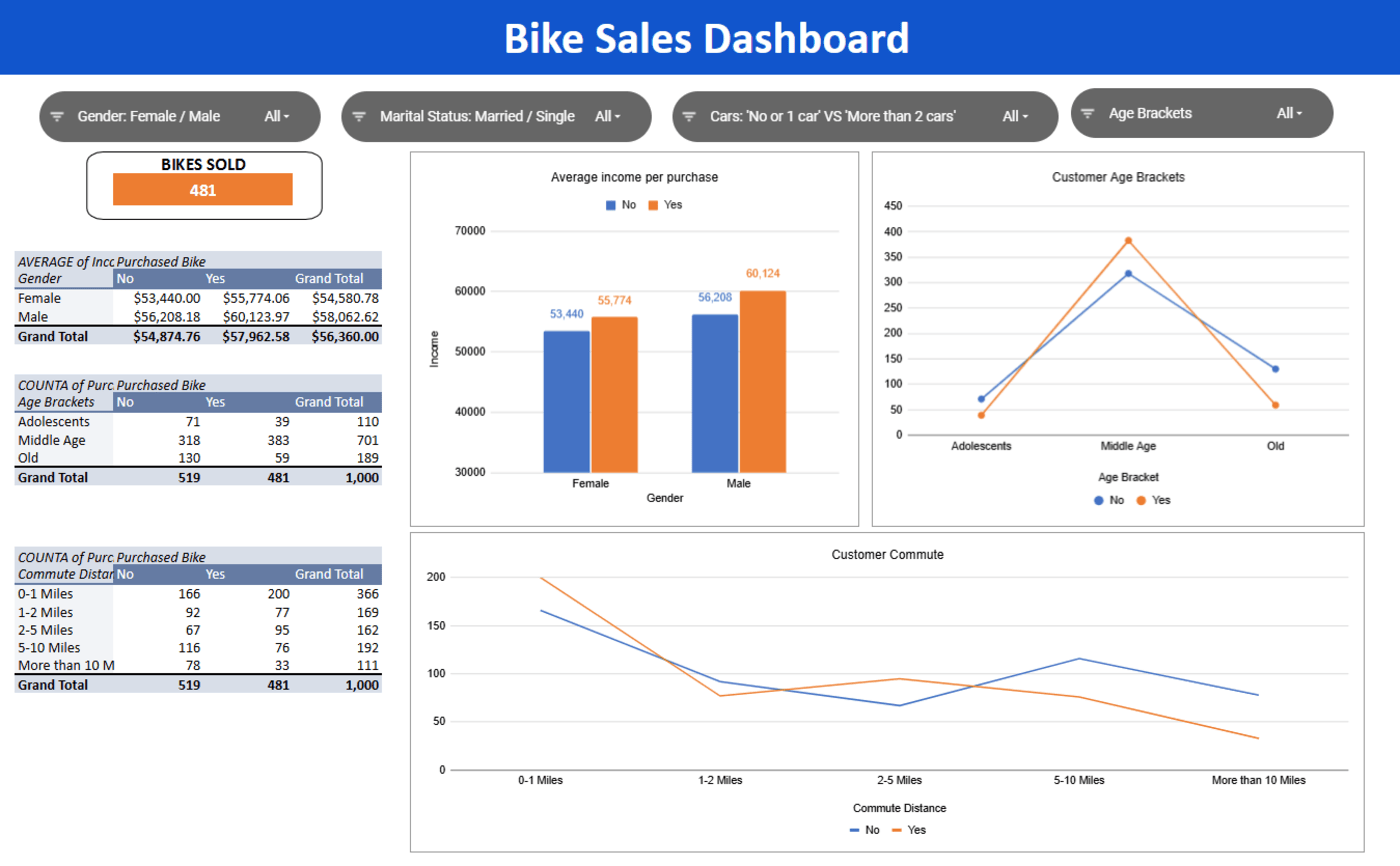 Bike Sales Dashboard
Gender: Female / Male All
Marital Status: Married / Single All
Cars: 'No or 1 car' VS 'More than 2 cars' All
Age Brackets All
BIKES SOLD
481
AVERAGE of Inc Purchased Bike
Gender No Yes Grand Total
Female $53,440.00 $55,774.06 $54,580.78
Male $56,208.18 $60,123.97 $58,062.62
Grand Total $54,874.76 $57,962.58 $56,360.00
COUNTA of Purc Purchased Bike
Age Brackets No Yes Grand Total
Adolescents 71 39 110
Middle Age 318 383 701
Old 130 59 189
Grand Total 519 481 1,000
COUNTA of Purc Purchased Bike
Commute Distar No Yes Grand Total
0-1 Miles 166 200 366
1-2 Miles 92 77 169
2-5 Miles 67 95 162
5-10 Miles 116 76 192
More than 10 M 78 33 111
Grand Total 519 481 1,000
Average income per purchase
No Yes
70000
60000
50000
40000
30000
Income
53,440
55,774
56,208
60,124
Female Male
Gender
Customer Age Brackets
450
400
350
300
250
200
150
100
50
0
Adolescents Middle Age Old
Age Bracket
No Yes
Customer Commute
200
150
100
50
0
0-1 Miles 1-2 Miles 2-5 Miles 5-10 Miles More than 10 Miles
Commute Distance
No Yes